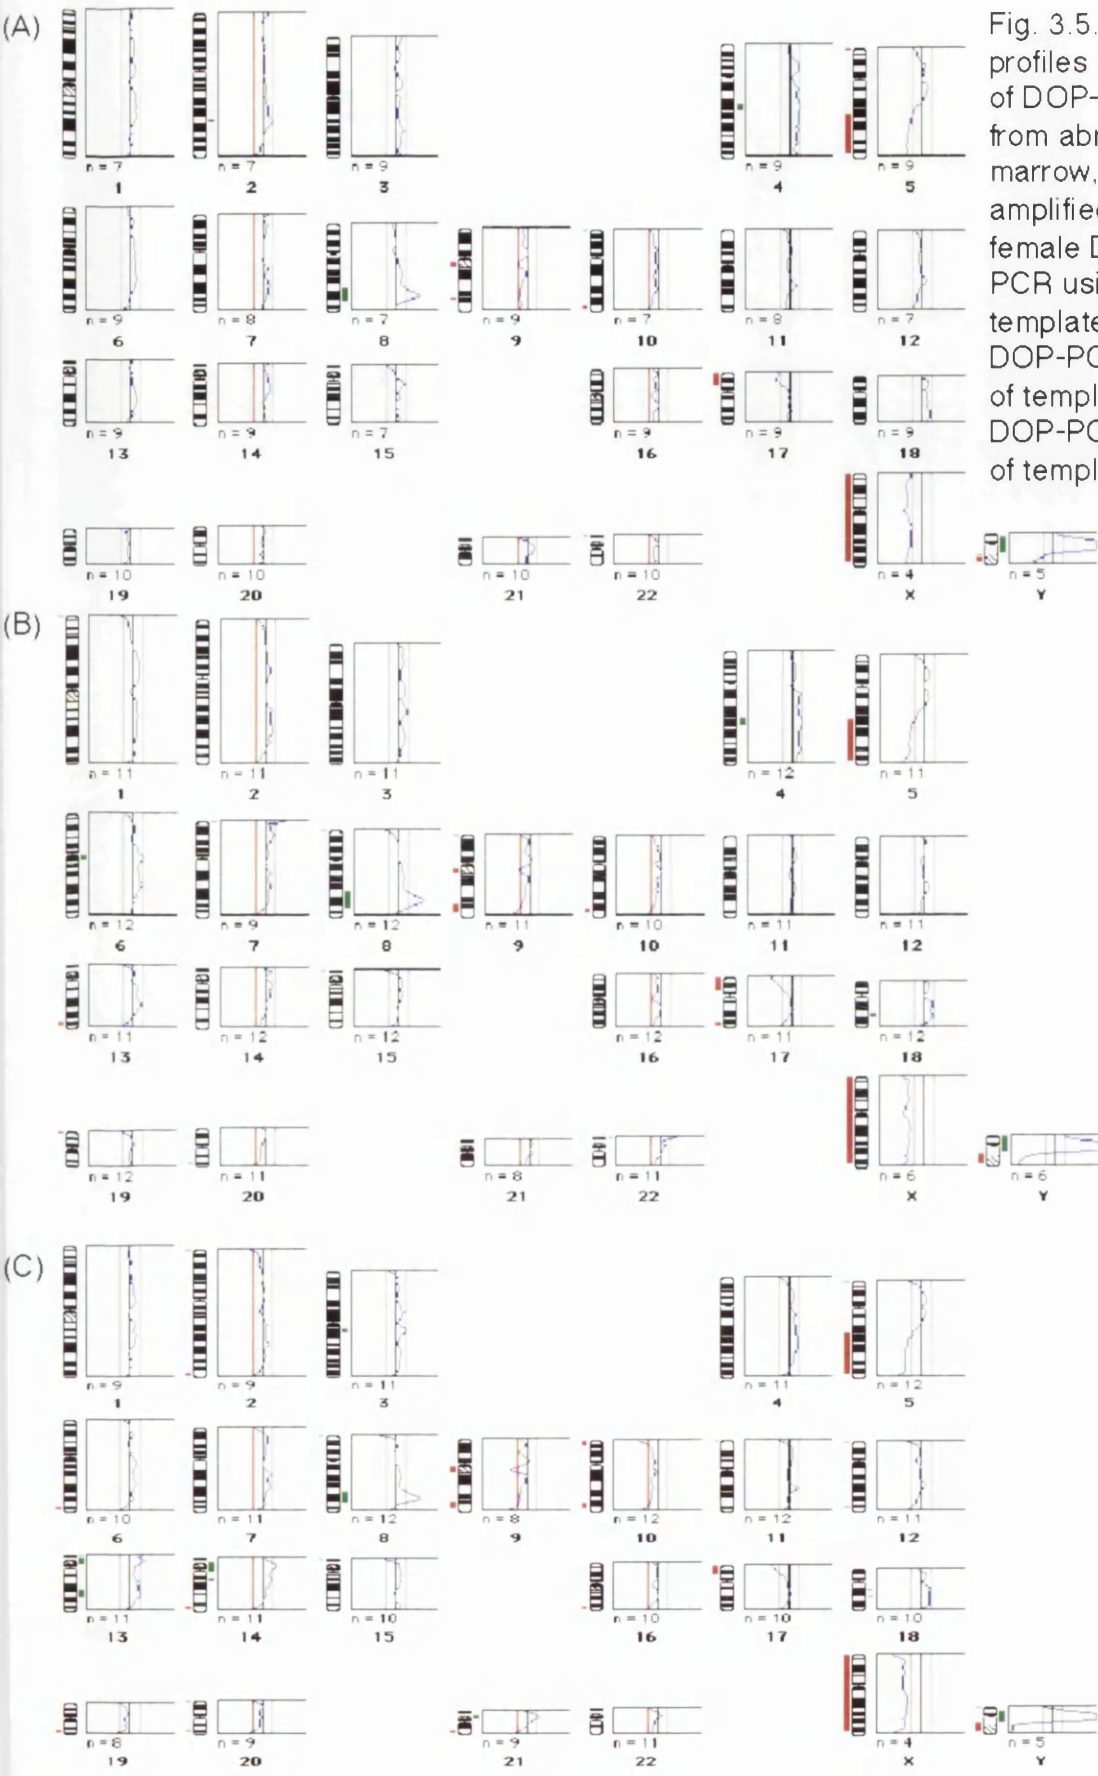 (A)
Fig. 3.5.
profiles
of DOP-
from abr
marrow,
amplified
female D
PCR usi
template
DOP-PC
of templ
DOP-PC
of templ
n = 7 n = 7 n = 9 n = 9 n = 9
1 2 3 4 5
n = 9 n = 8 n = 7 n = 9 n = 7 n = 8 n = 7
6 7 8 9 10 11 12
n = 9 n = 9 n = 7 n = 9 n = 9 n = 9
13 14 15 16 17 18
n = 10 n = 10 n = 10 n = 10 n = 4 n = 5
19 20 21 22 X Y
(B)
n = 11 n = 11 n = 11 n = 12 n = 11
1 2 3 4 5
n = 12 n = 9 n = 12 n = 11 n = 10 n = 11 n = 11
6 7 8 9 10 11 12
n = 11 n = 12 n = 12 n = 12 n = 11 n = 12
13 14 15 16 17 18
n = 12 n = 11 n = 8 n = 11 n = 6 n = 6
19 20 21 22 X Y
(C)
n = 9 n = 9 n = 11 n = 11 n = 12
1 2 3 4 5
n = 10 n = 11 n = 12 n = 8 n = 12 n = 12 n = 11
6 7 8 9 10 11 12
n = 11 n = 11 n = 10 n = 10 n = 10 n = 10
13 14 15 16 17 18
n = 8 n = 9 n = 9 n = 11 n = 4 n = 5
19 20 21 22 X Y